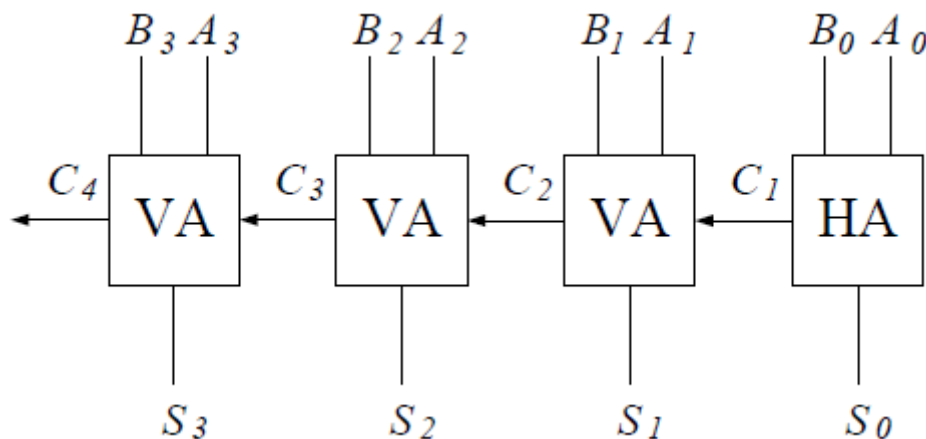 B3 A3 B2 A2 B1 A1 B0 A0
C4 VA C3 VA C2 VA C1 HA
S3 S2 S1 S0